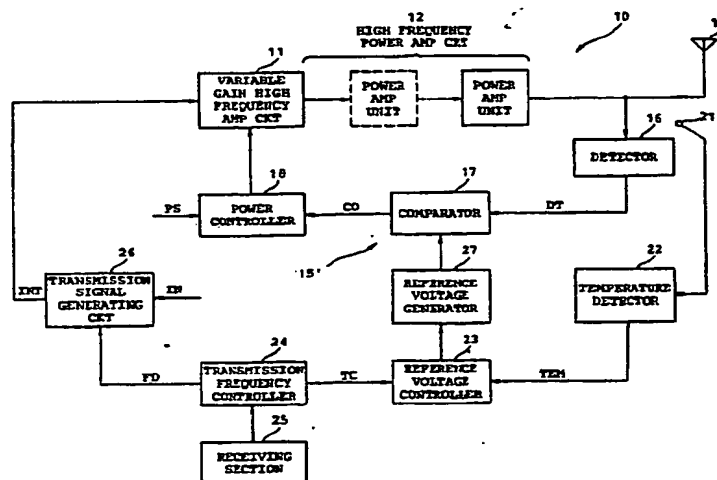 12
HIGH FREQUENCY
POWER AMP CKT
10
11
VARIABLE
GAIN HIGH
FREQUENCY
AMP CKT
POWER
AMP
UNIT
POWER
AMP
UNIT
16
21
DETECTOR
18
17
PS
POWER
CONTROLLER
CO
COMPARATOR
DT
15'
26
27
22
INT
TRANSMISSION
SIGNAL
GENERATING
CKT
IN
REFERENCE
VOLTAGE
GENERATOR
TEMPERATURE
DETECTOR
24
23
FD
TRANSMISSION
FREQUENCY
CONTROLLER
TC
REFERENCE
VOLTAGE
CONTROLLER
TEM
25
RECEIVING
SECTION